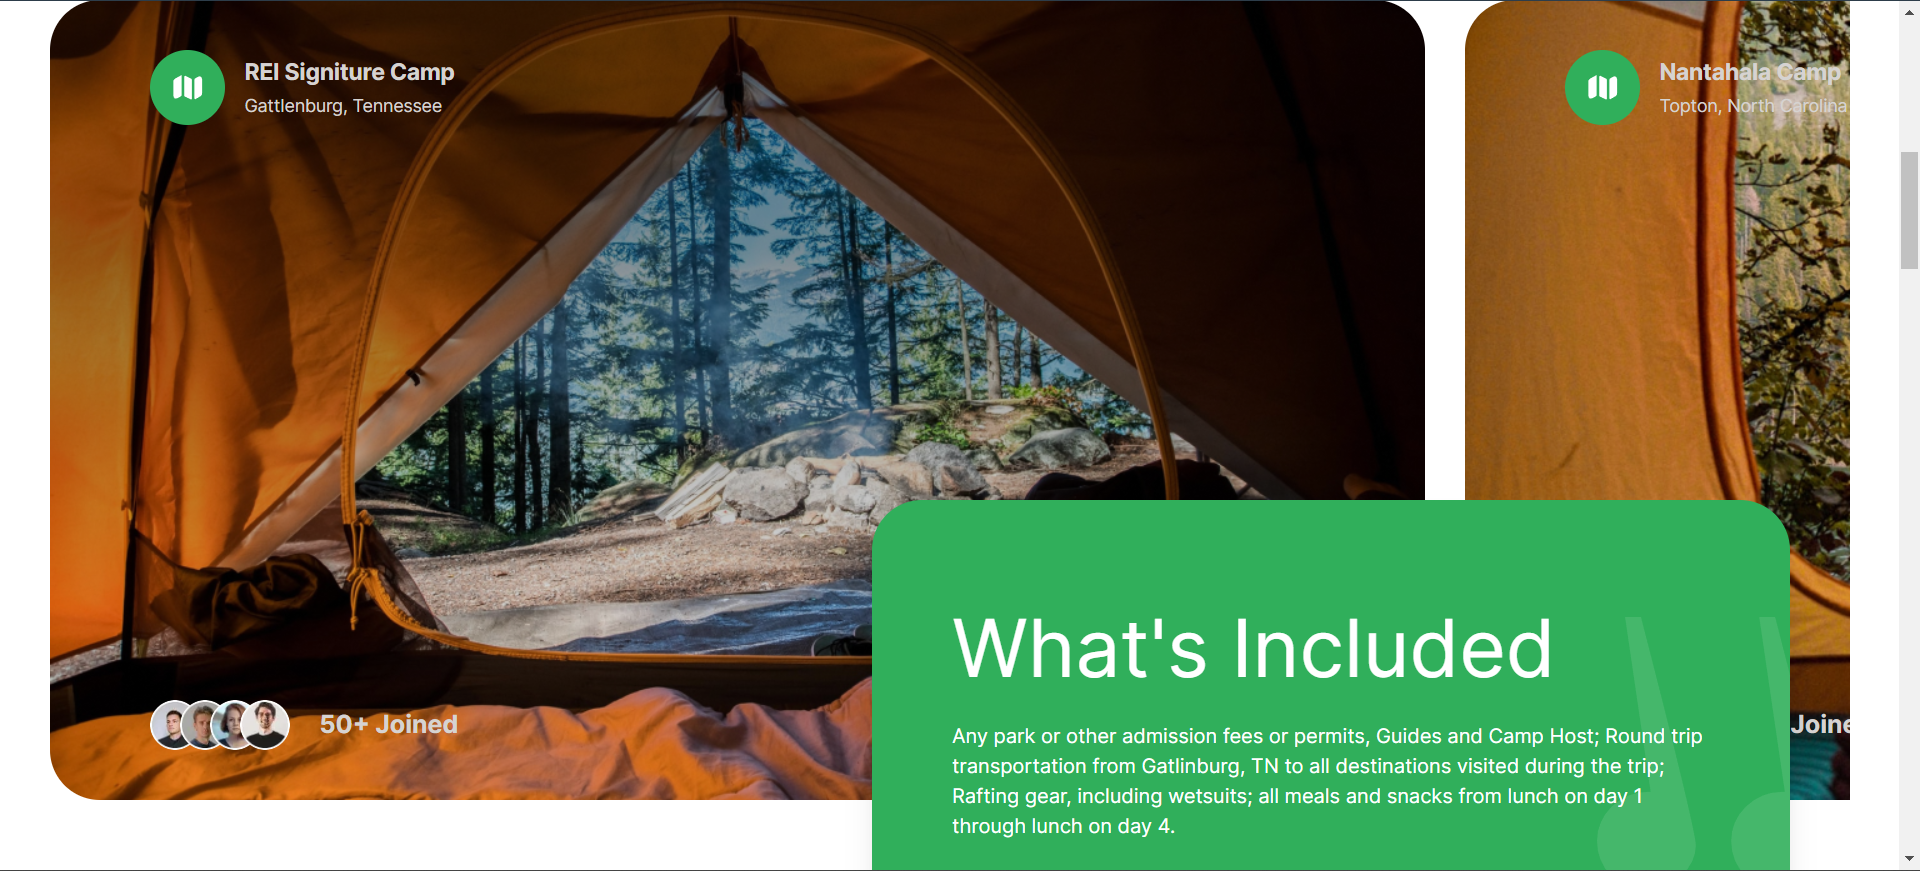 REI Signiture Camp
Gattlenburg, Tennessee
Nantahala Camp
Topton, North Carolina
50+ Joined
Joine
What's Included
Any park or other admission fees or permits, Guides and Camp Host; Round trip
transportation from Gatlinburg, TN to all destinations visited during the trip;
Rafting gear, including wetsuits; all meals and snacks from lunch on day 1
through lunch on day 4.